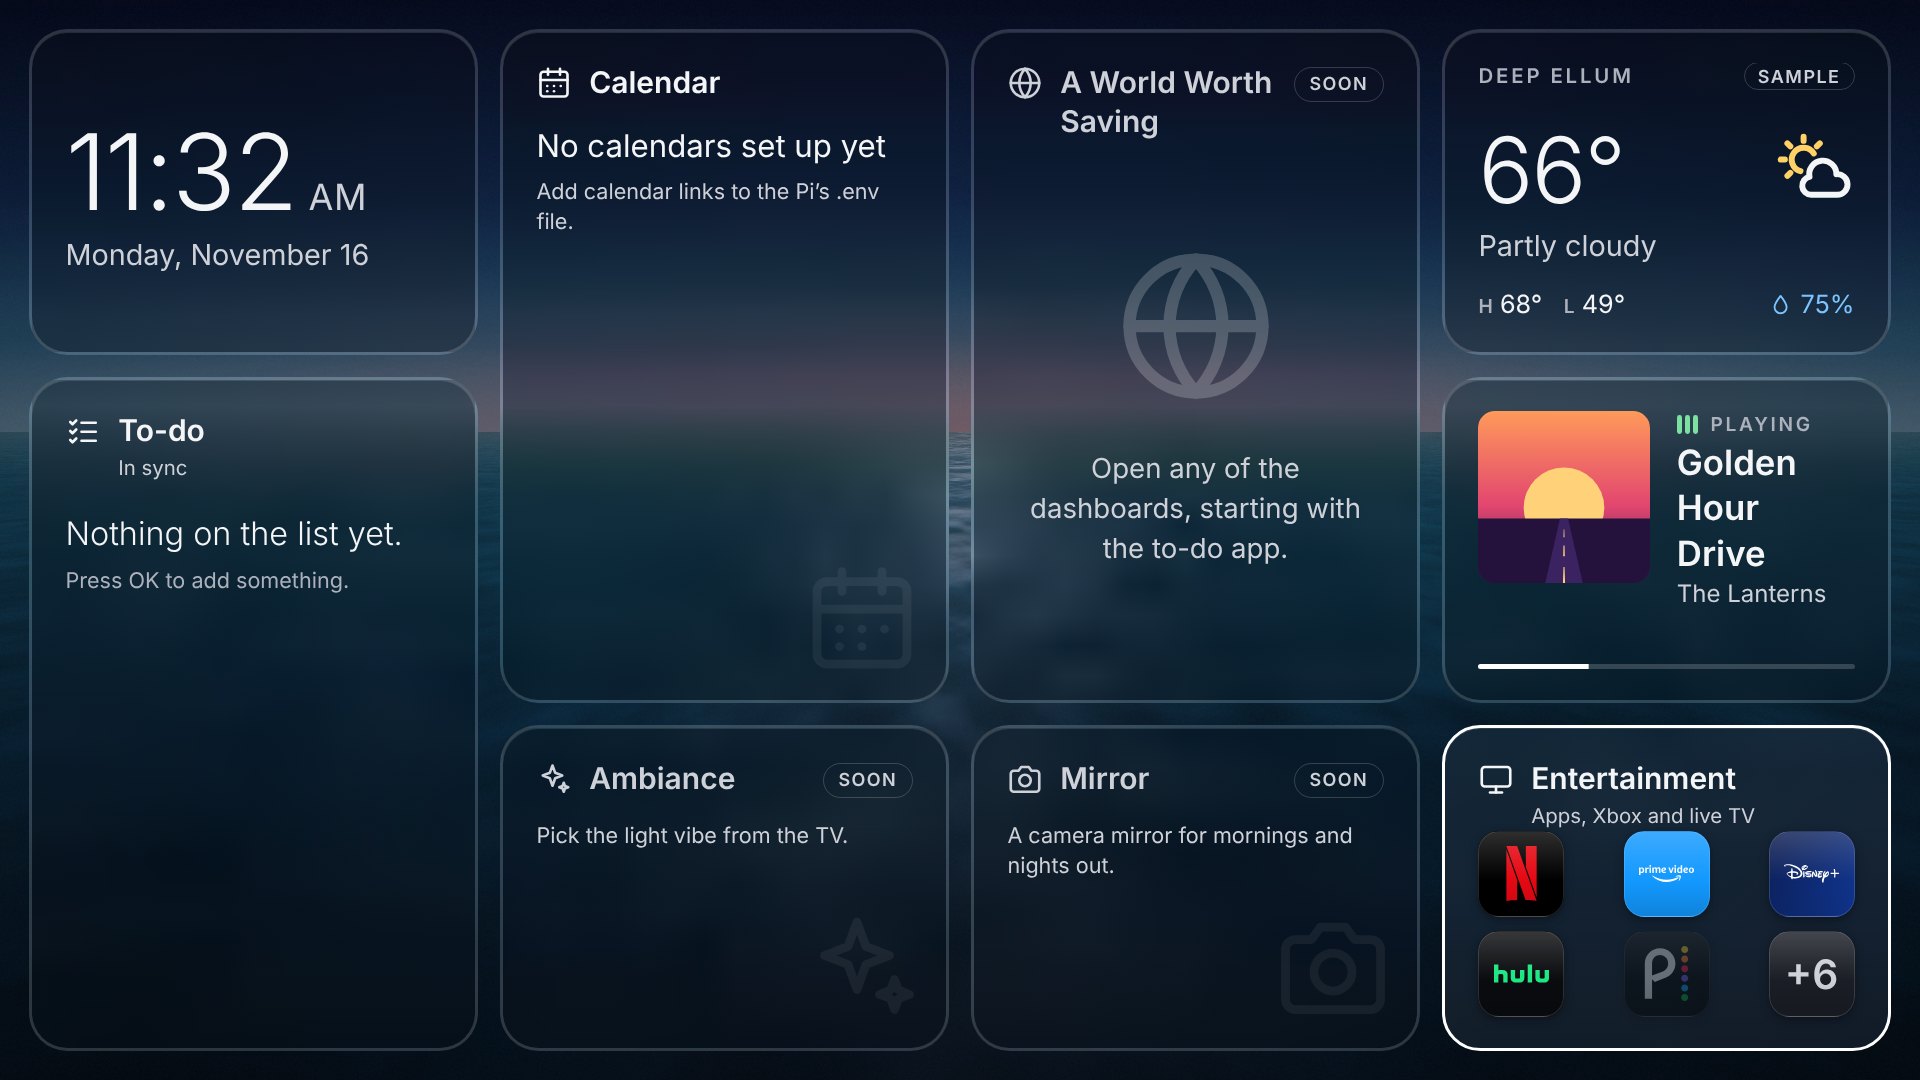 11:32 AM
Monday, November 16
To-do
In sync
Nothing on the list yet.
Press OK to add something.
Calendar
No calendars set up yet
Add calendar links to the Pi’s .env
file.
A World Worth
Saving
SOON
Open any of the
dashboards, starting with
the to-do app.
Ambiance
SOON
Pick the light vibe from the TV.
Mirror
SOON
A camera mirror for mornings and
nights out.
DEEP ELLUM
SAMPLE
66°
Partly cloudy
H 68° L 49°
75%
PLAYING
Golden
Hour
Drive
The Lanterns
Entertainment
Apps, Xbox and live TV
N
prime video
Disney+
hulu
P
+6